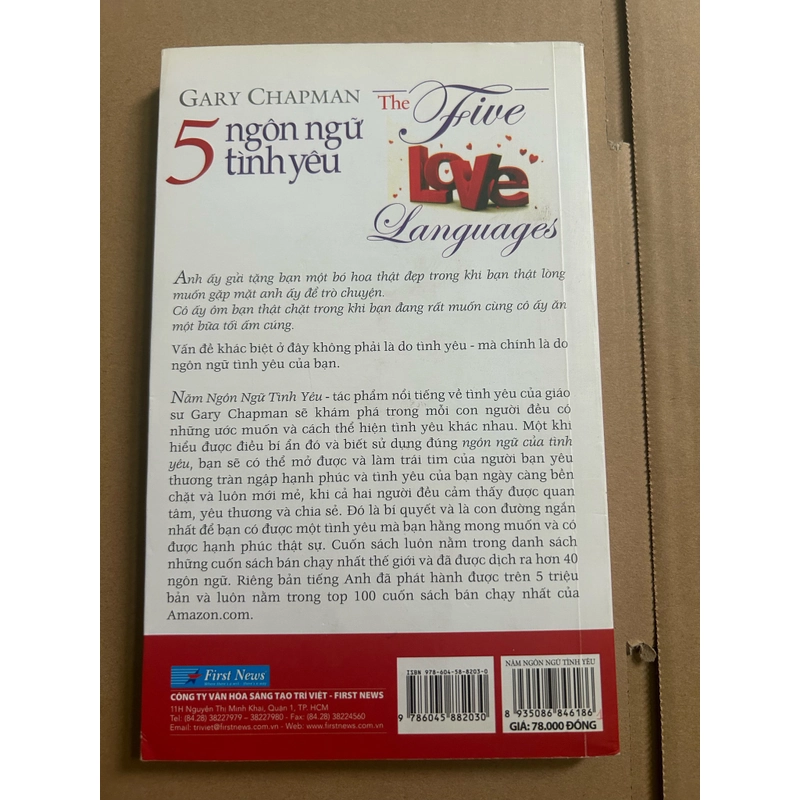 GARY CHAPMAN
5 ngôn ngữ
tình yêu
The Five
LOVE
Languages
Anh ấy gửi tặng bạn một bó hoa thật đẹp trong khi bạn thật lòng
muốn gặp mặt anh ấy để trò chuyện.
Cô ấy ôm bạn thật chặt trong khi bạn đang rất muốn cùng cô ấy ăn
một bữa tối ấm cúng.
Vấn đề khác biệt ở đây không phải là do tình yêu - mà chính là do
ngôn ngữ tình yêu của bạn.
Năm Ngôn Ngữ Tình Yêu - tác phẩm nổi tiếng về tình yêu của giáo
sư Gary Chapman sẽ khám phá trong mỗi con người đều có
những ước muốn và cách thể hiện tình yêu khác nhau. Một khi
hiểu được điều bí ẩn đó và biết sử dụng đúng ngôn ngữ của tình
yêu, bạn sẽ có thể mở được và làm trái tim của người bạn yêu
thương tràn ngập hạnh phúc và tình yêu của bạn ngày càng bền
chặt và luôn mới mẻ, khi cả hai người đều cảm thấy được quan
tâm, yêu thương và chia sẻ. Đó là bí quyết và là con đường ngắn
nhất để bạn có được một tình yêu mà bạn hằng mong muốn và có
được hạnh phúc thật sự. Cuốn sách luôn nằm trong danh sách
những cuốn sách bán chạy nhất thế giới và đã được dịch ra hơn 40
ngôn ngữ. Riêng bản tiếng Anh đã phát hành được trên 5 triệu
bản và luôn nằm trong top 100 cuốn sách bán chạy nhất của
Amazon.com.
First News
CÔNG TY VĂN HÓA SÁNG TẠO TRÍ VIỆT - FIRST NEWS
11H Nguyễn Thị Minh Khai, Quận 1, TP. HCM
Tel: (84.28) 38227979 - 38227980 - Fax: (84.28) 38224560
Email: triviet@firstnews.com.vn - Web: www.firstnews.com.vn
ISBN 978-604-58-8203-0
9 786045 882030
NĂM NGÔN NGỮ TÌNH YÊU
8 935086 846186
GIÁ: 78.000 ĐỒNG